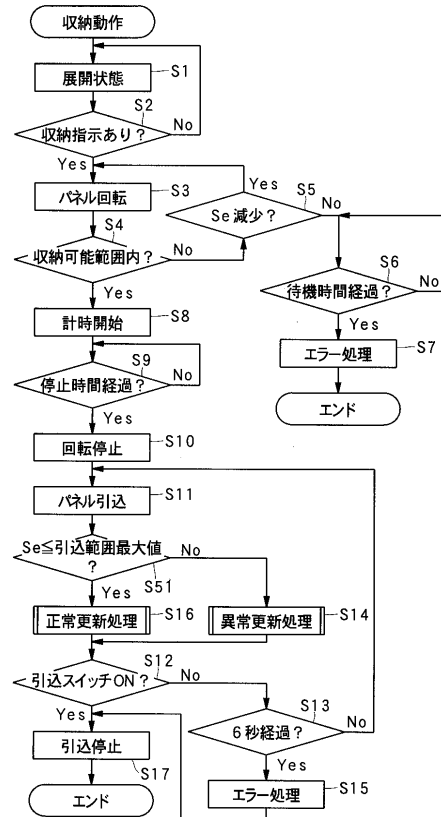 収納動作
展開状態
S1
S2
収納指示あり?
No
Yes
パネル回転
S3
S4
収納可能範囲内?
No
Yes
Yes
S5
Se減少?
No
S6
待機時間経過?
No
Yes
エラー処理
S7
エンド
計時開始
S8
S9
停止時間経過?
No
Yes
回転停止
S10
パネル引込
S11
Se≦引込範囲最大値
?
No
S51
Yes
正常更新処理
S16
異常更新処理
S14
S12
引込スイッチON?
No
Yes
S13
6秒経過?
No
Yes
引込停止
S17
エラー処理
S15
エンド